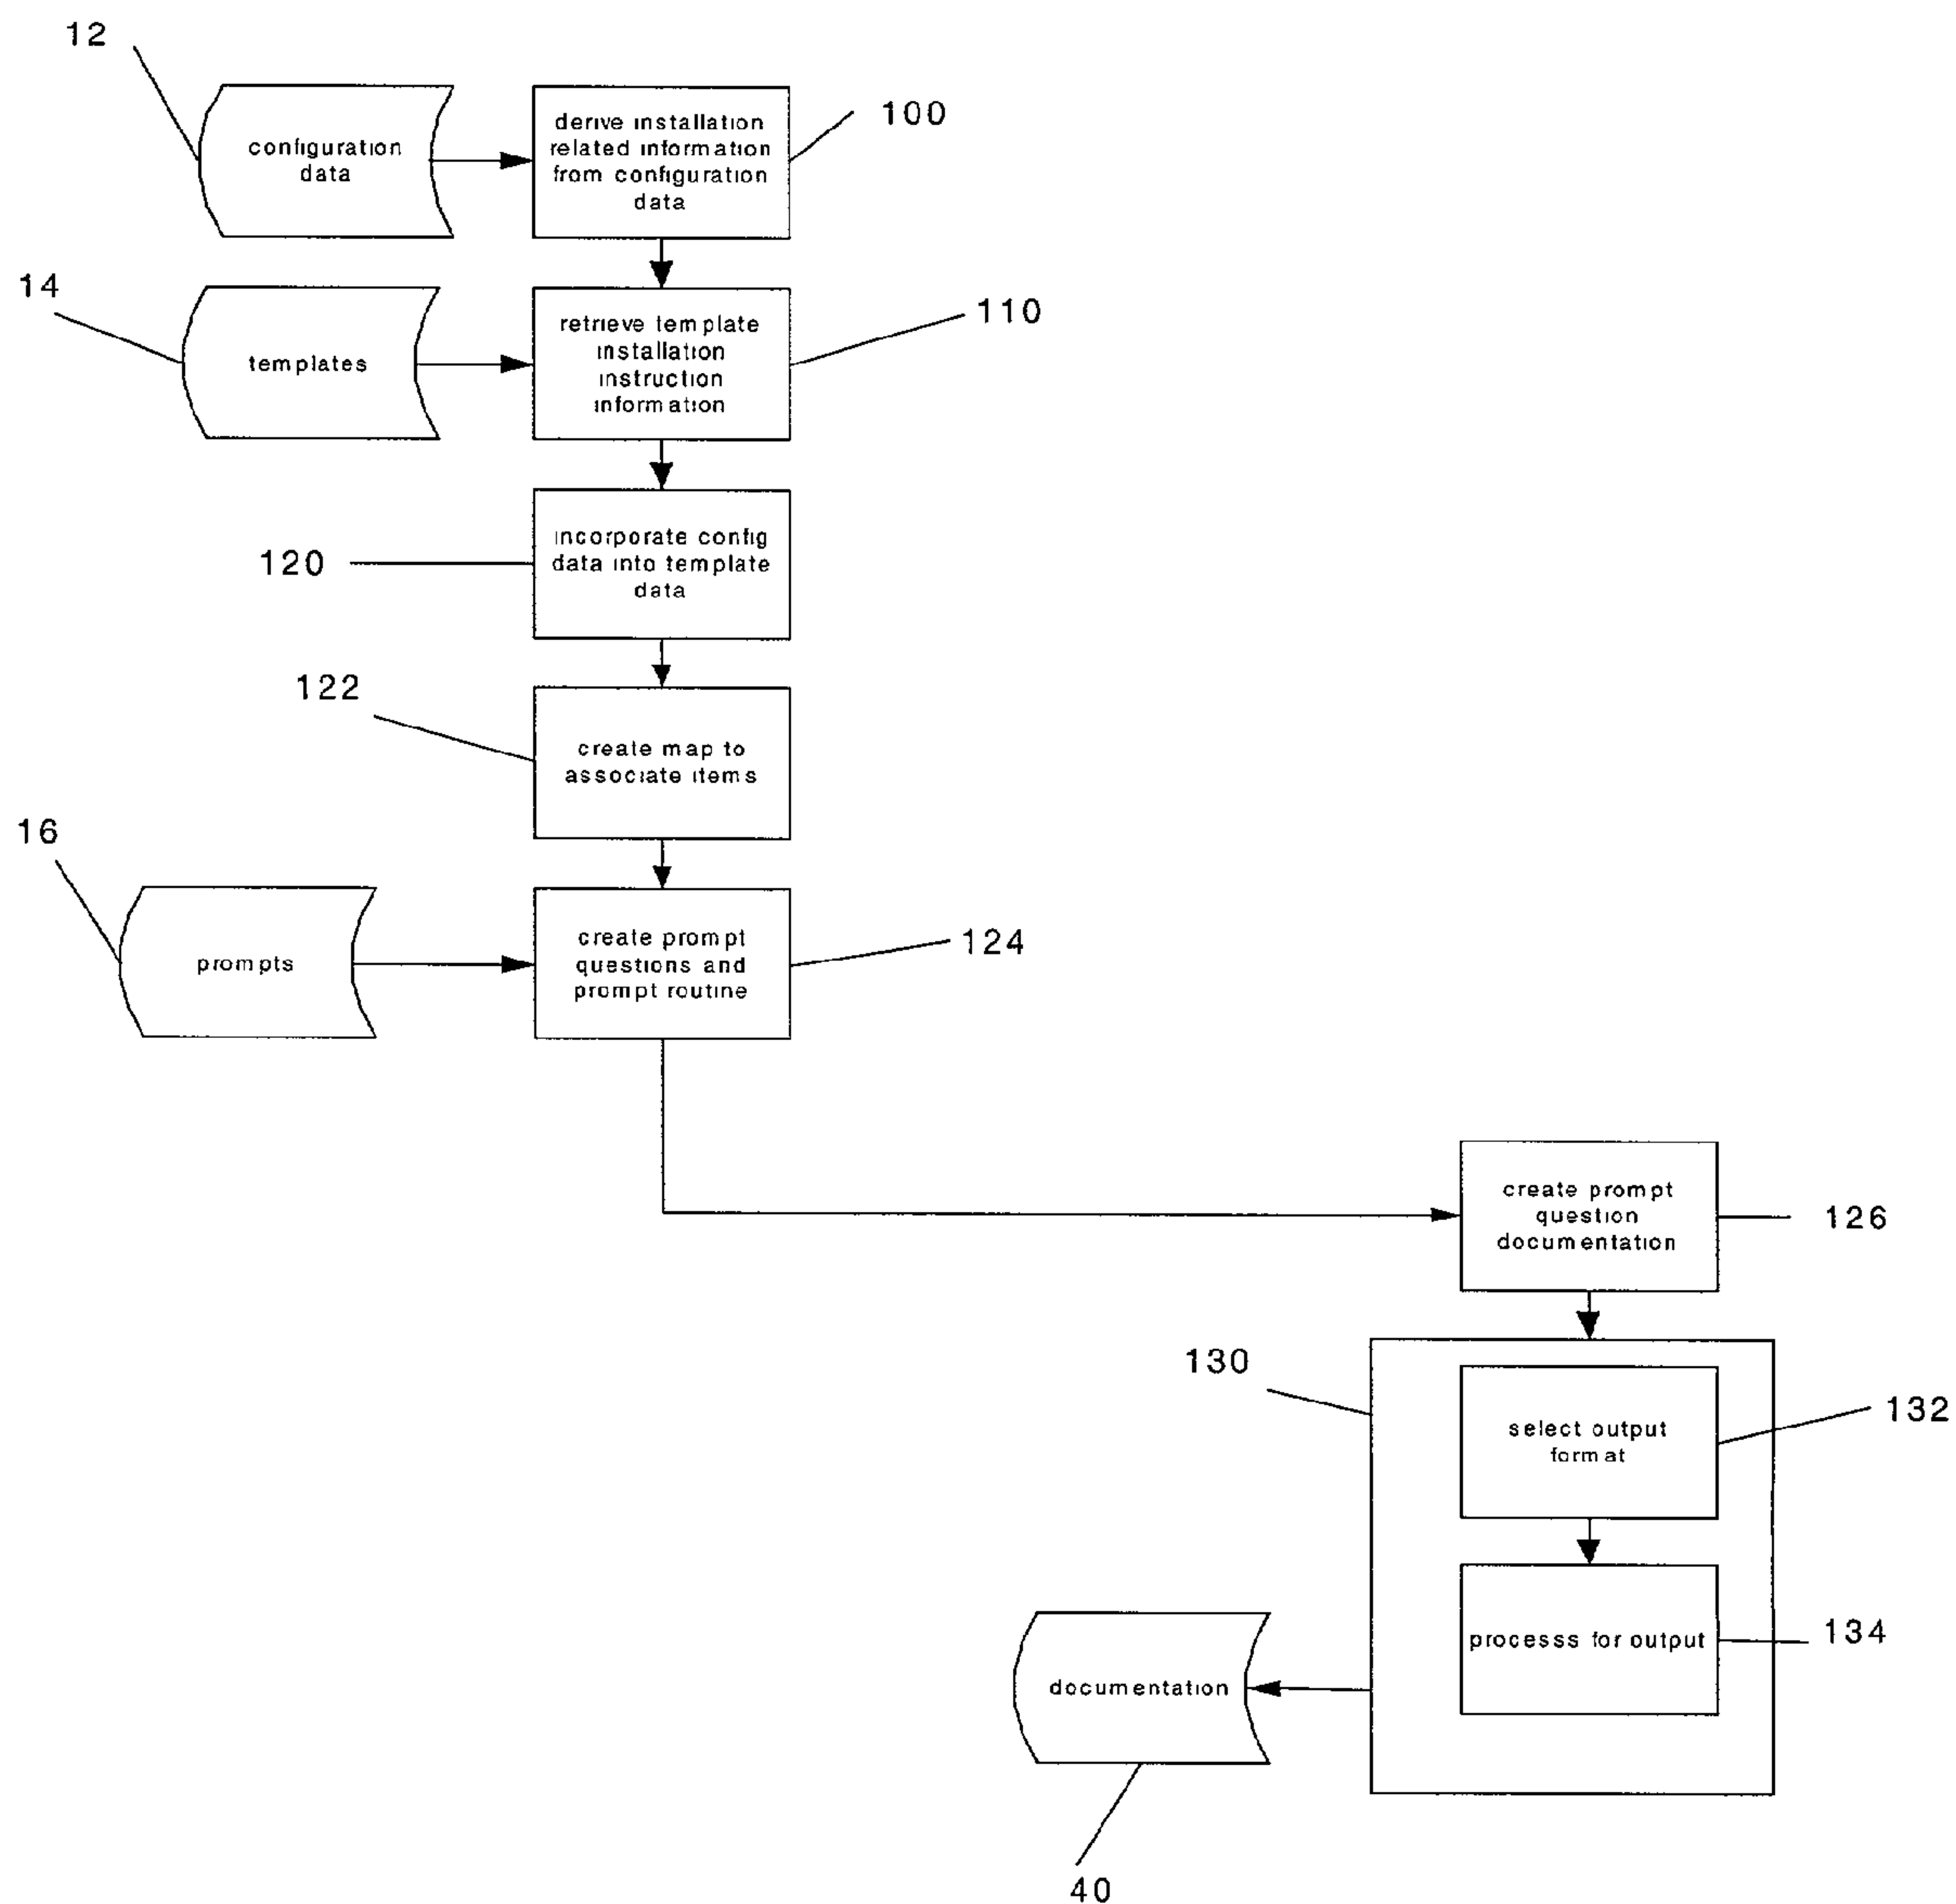 12
configuration
data
derive installation
related information
from configuration
data
100
14
templates
retrieve template
installation
instruction
information
110
120
incorporate config
data into template
data
122
create map to
associate items
16
prompts
create prompt
questions and
prompt routine
124
create prompt
question
documentation
126
130
select output
format
132
processs for output
134
documentation
40